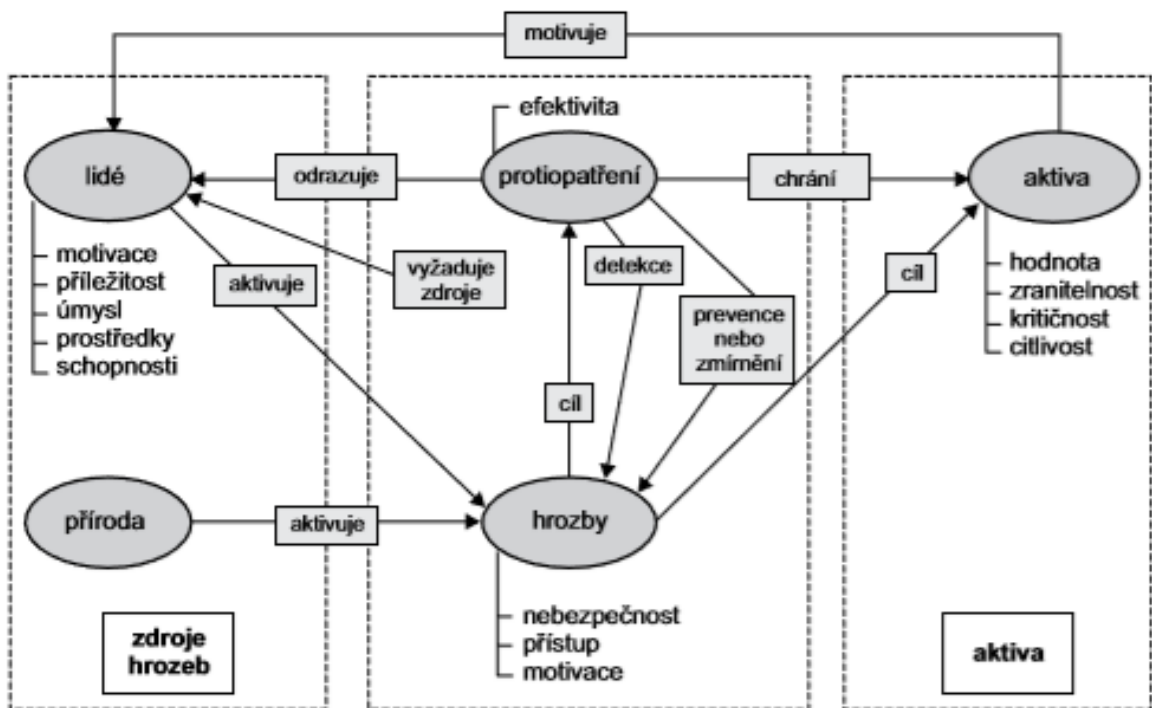 motivuje
efektivita
lidé
odrazuje
protiopatření
chrání
aktiva
motivace
příležitost
úmysl
prostředky
schopnosti
aktivuje
vyžaduje
zdroje
detekce
cíl
hodnota
zranitelnost
kritičnost
citlivost
prevence
nebo
zmírnění
cíl
příroda
aktivuje
hrozby
nebezpečnost
přístup
motivace
zdroje
hrozeb
aktiva